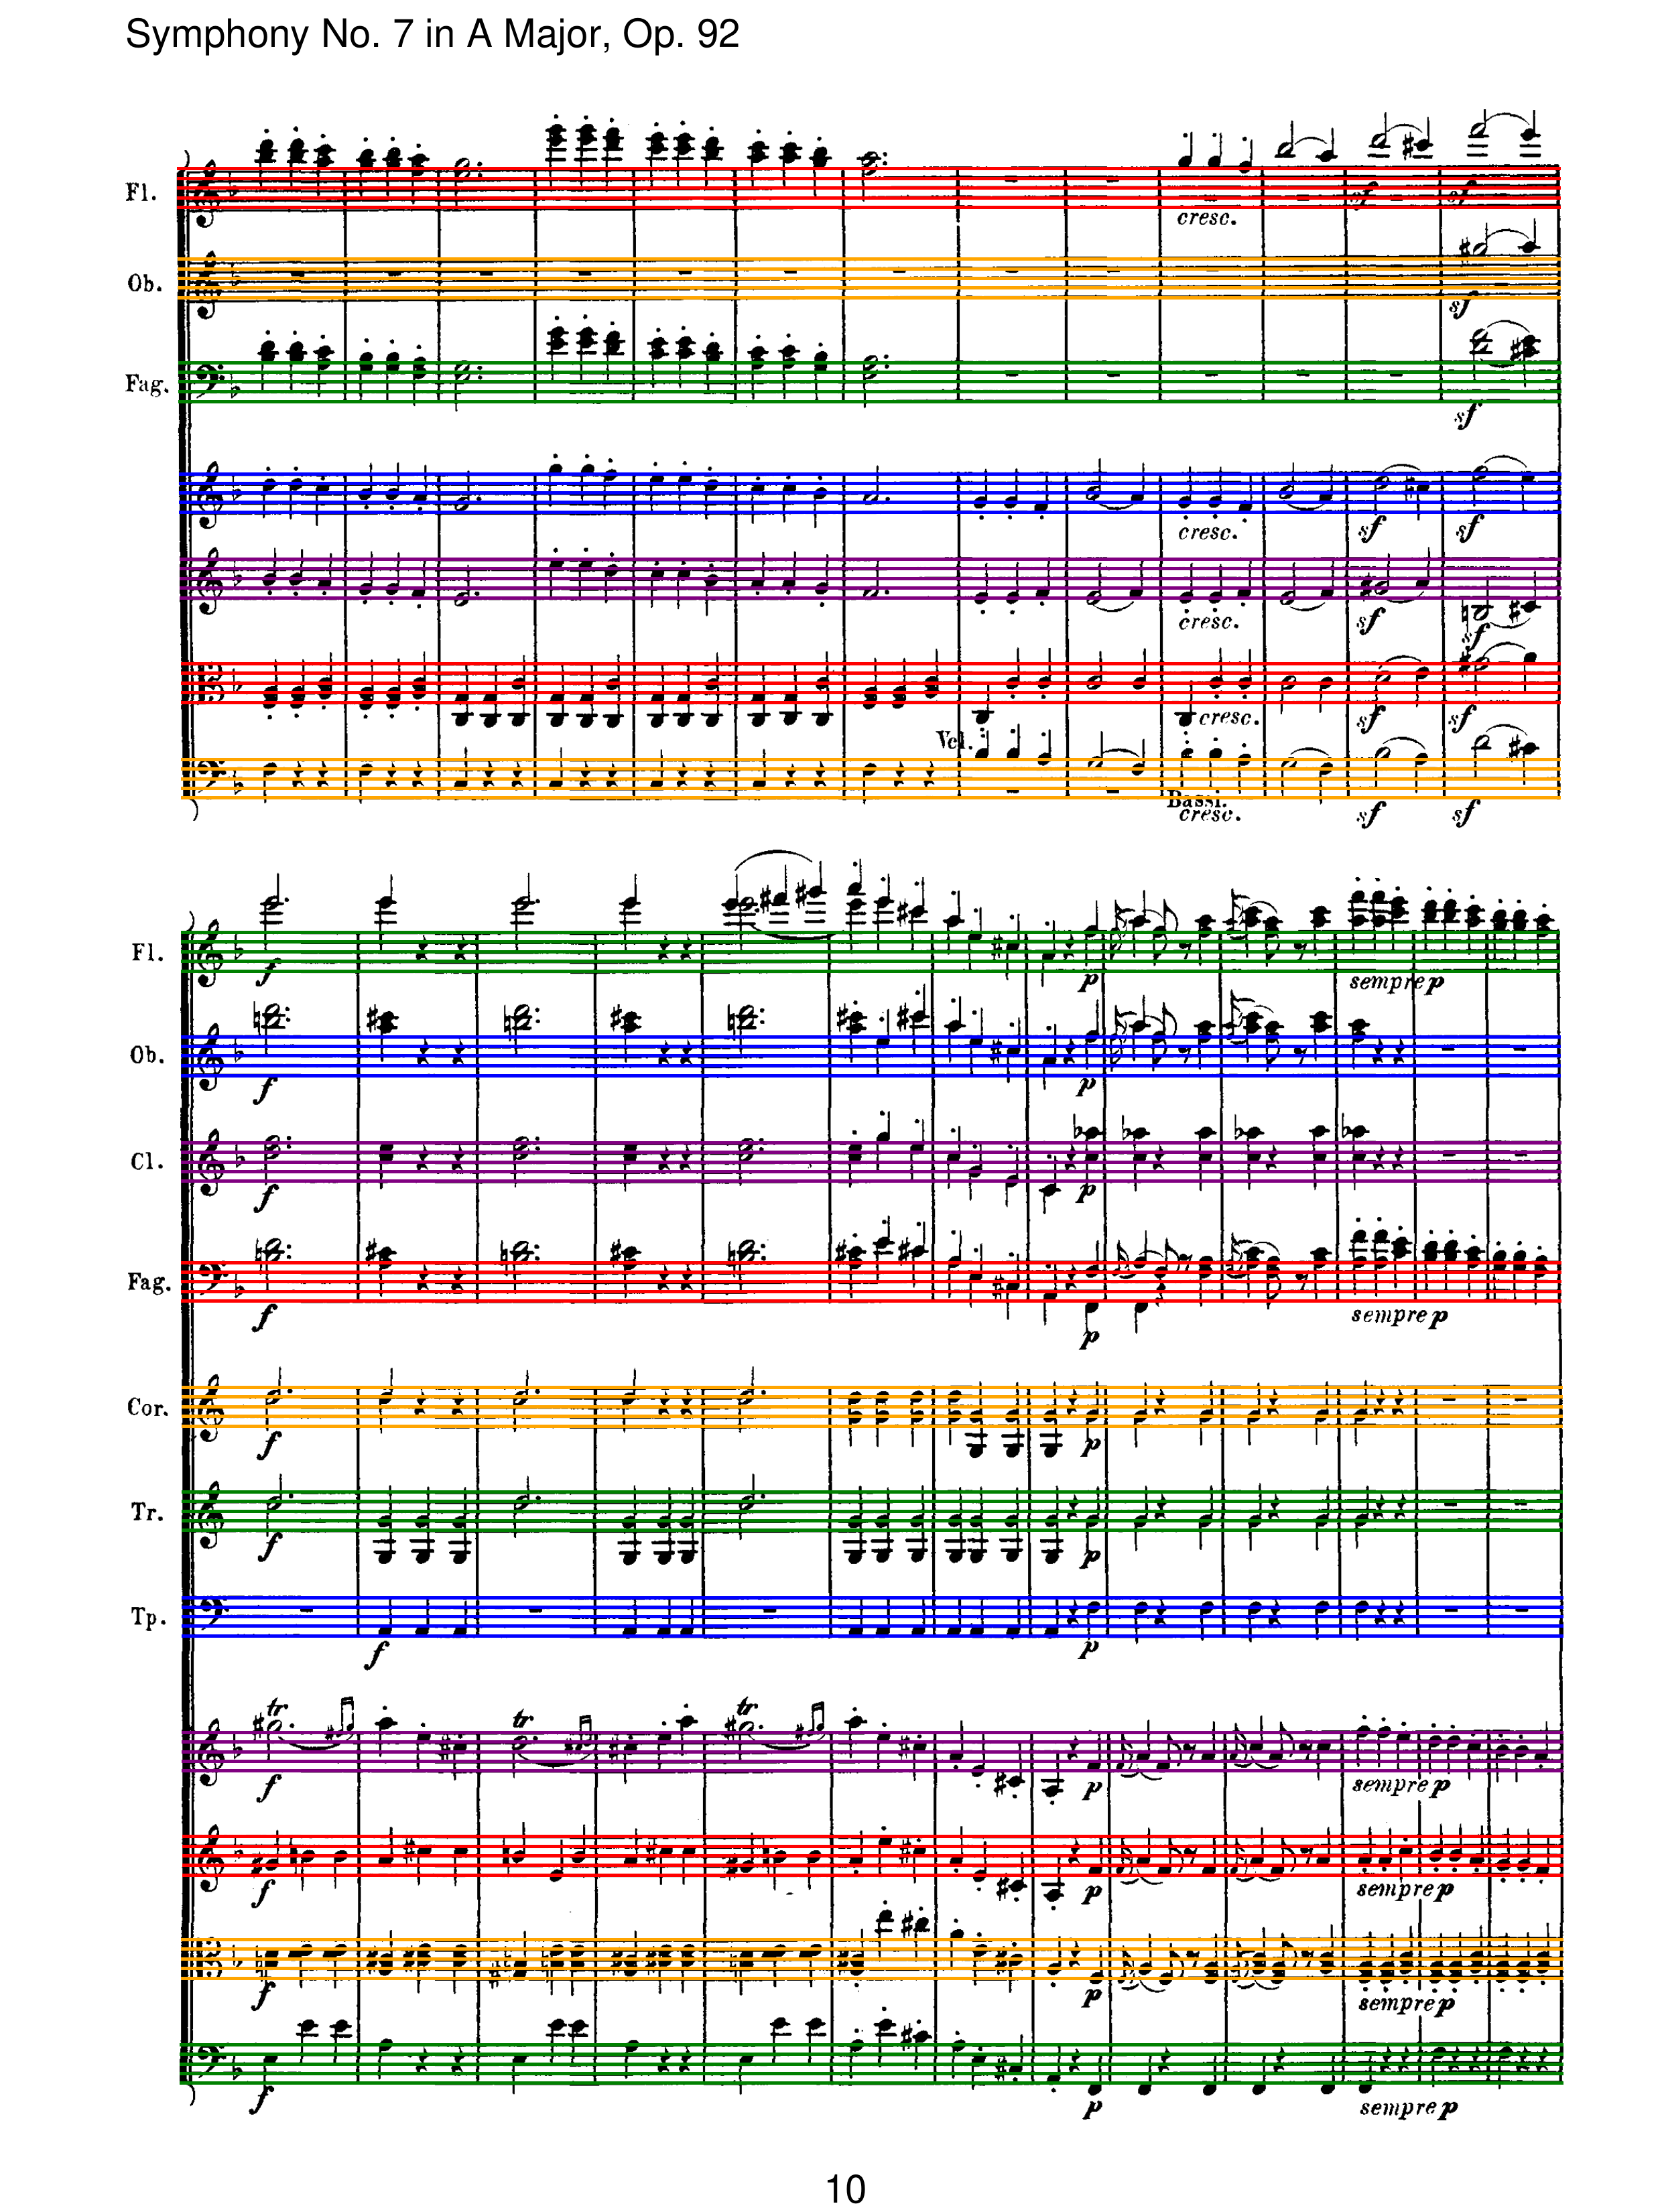 Symphony No. 7 in A Major, Op. 92
Fl.
cresc.
sf sf
Ob.
sf
Fag.
sf
cresc. sf sf
cresc. sf sf
cresc. sf sf
Vcl.
Bassi.
cresc. sf sf
Fl.
f p sempre p
Ob.
f p
Cl.
f p
Fag.
f p sempre p
Cor.
f p
Tr.
f p
Tp.
f p
tr tr tr
f p sempre p
f p sempre p
f p sempre p
f p sempre p
10